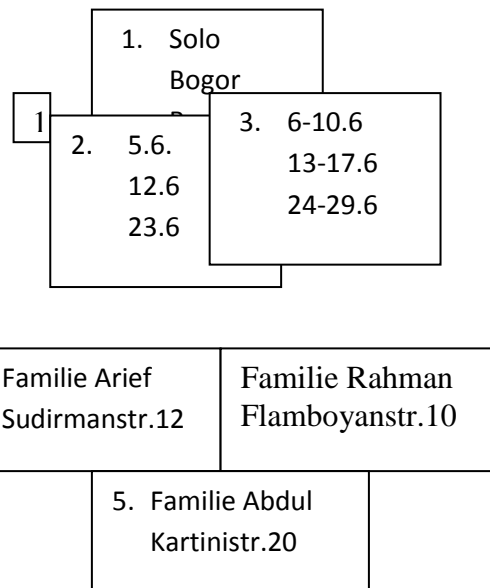 1. Solo
Bogor
1
2. 5.6.
12.6
23.6
3. 6-10.6
13-17.6
24-29.6
Familie Arief
Sudirmanstr.12
Familie Rahman
Flamboyanstr.10
5. Familie Abdul
Kartinistr.20